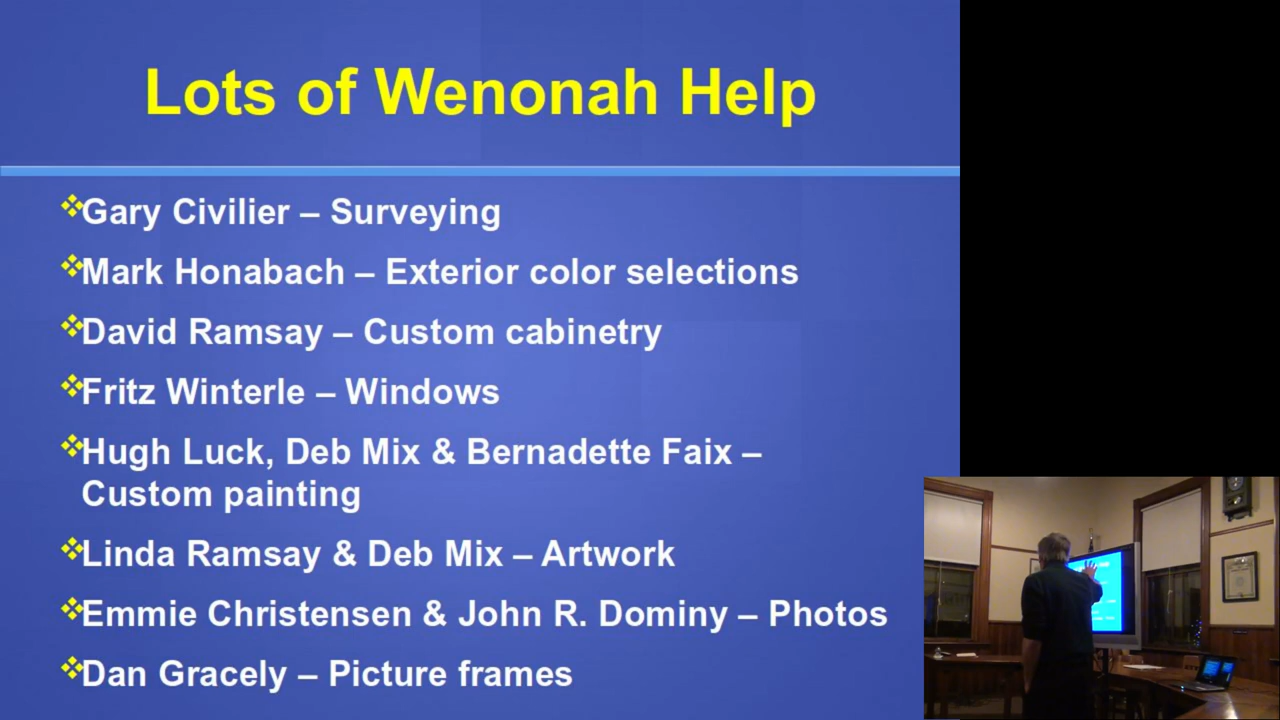 Lots of Wenonah Help
❖Gary Civilier – Surveying
❖Mark Honabach – Exterior color selections
❖David Ramsay – Custom cabinetry
❖Fritz Winterle – Windows
❖Hugh Luck, Deb Mix & Bernadette Faix –
Custom painting
❖Linda Ramsay & Deb Mix – Artwork
❖Emmie Christensen & John R. Dominy – Photos
❖Dan Gracely – Picture frames